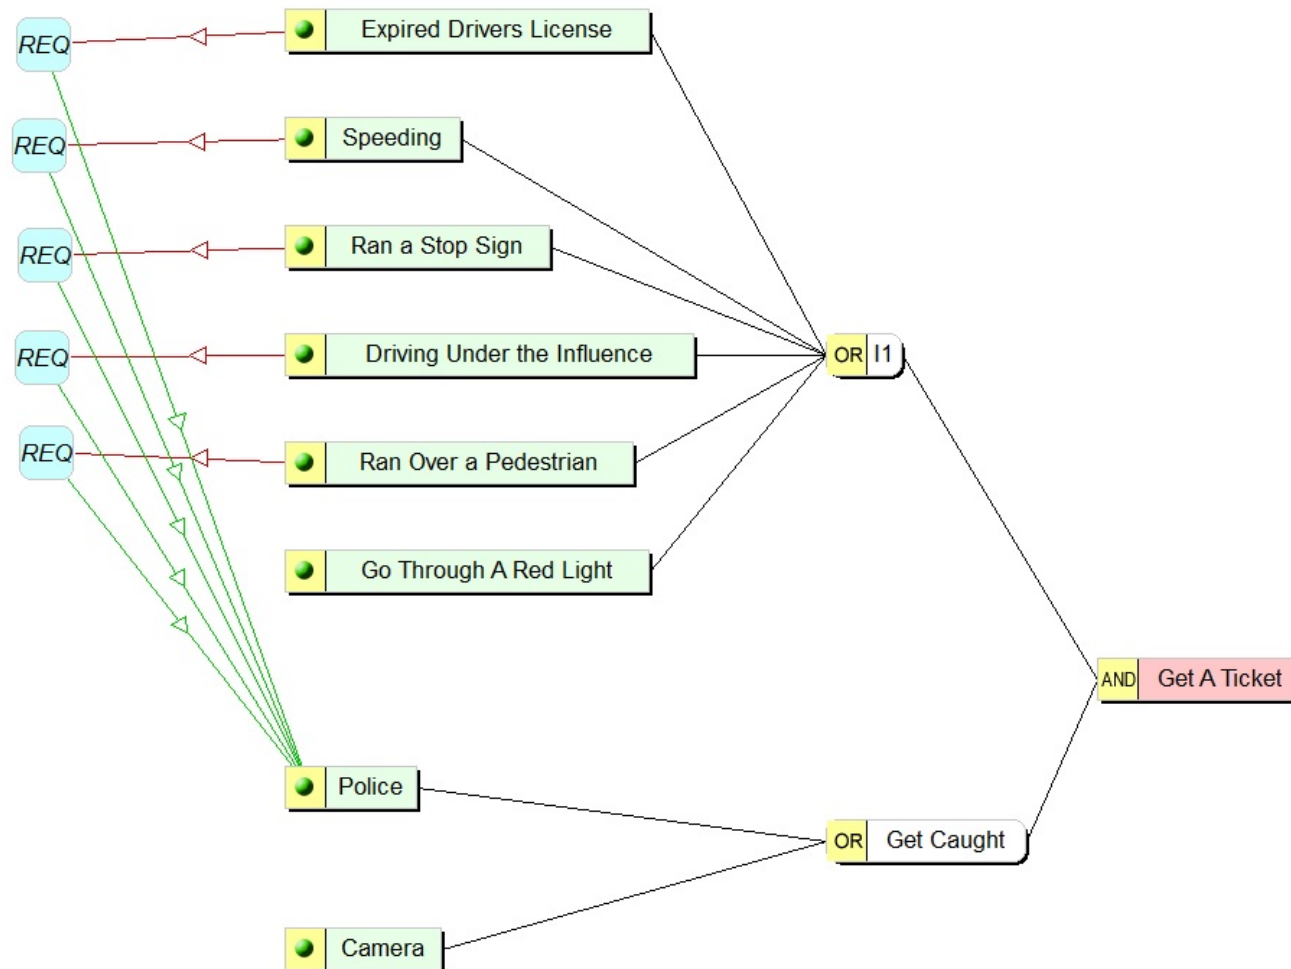 REQ
Expired Drivers License
REQ
Speeding
REQ
Ran a Stop Sign
REQ
Driving Under the Influence
OR I1
REQ
Ran Over a Pedestrian
Go Through A Red Light
AND Get A Ticket
Police
OR Get Caught
Camera